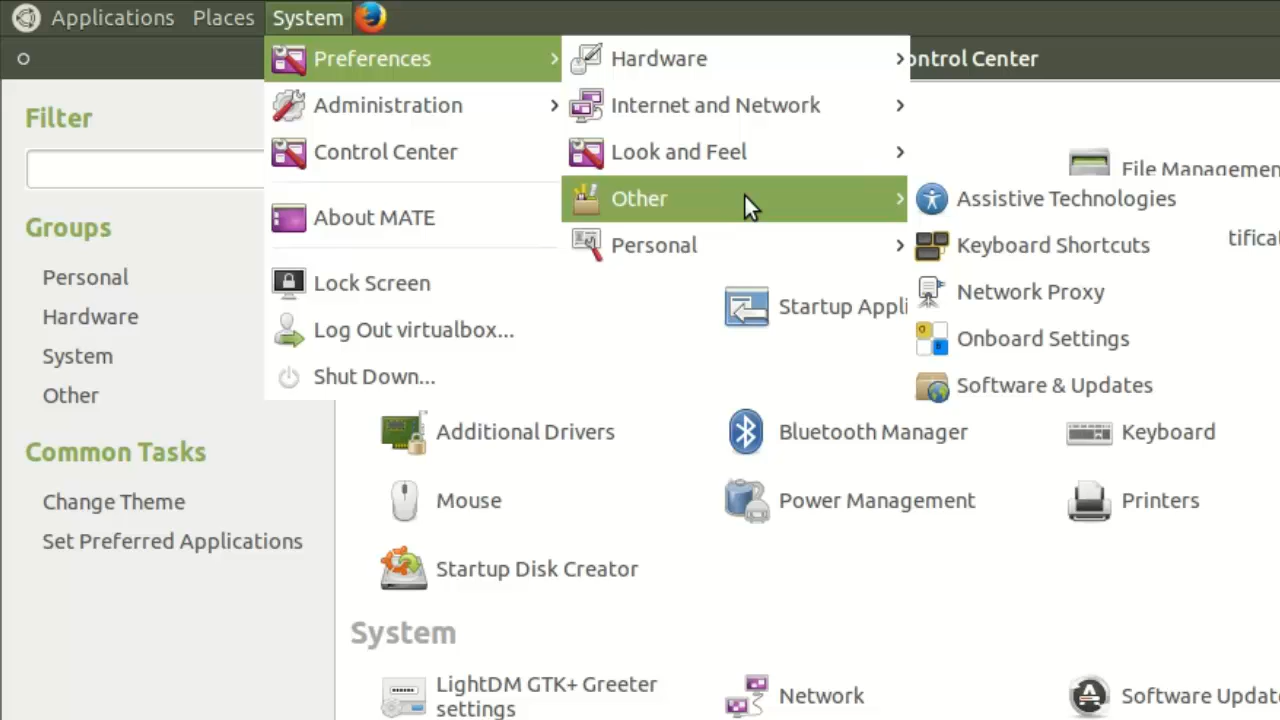 Applications Places System
Preferences
Administration
Control Center
About MATE
Lock Screen
Log Out virtualbox...
Shut Down...
Hardware
Internet and Network
Look and Feel
Other
Personal
Assistive Technologies
Keyboard Shortcuts
Network Proxy
Onboard Settings
Software & Updates
ontrol Center
Filter
Groups
Personal
Hardware
System
Other
Common Tasks
Change Theme
Set Preferred Applications
File Managemen
tifica
Startup Appli
Additional Drivers
Bluetooth Manager
Keyboard
Mouse
Power Management
Printers
Startup Disk Creator
System
LightDM GTK+ Greeter
settings
Network
Software Update